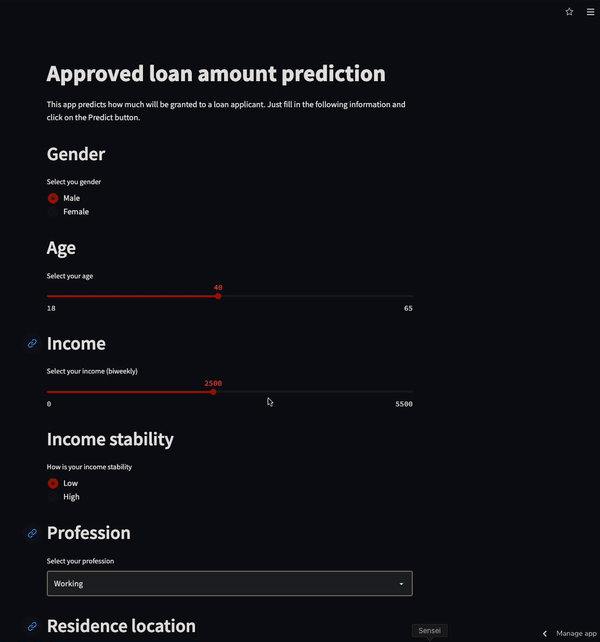 Approved loan amount prediction
This app predicts how much will be granted to a loan applicant. Just fill in the following information and
click on the Predict button.
Gender
Select you gender
Male
Female
Age
Select your age
40
18 65
Income
Select your income (biweekly)
2500
0 5500
Income stability
How is your income stability
Low
High
Profession
Select your profession
Working
Residence location
Sensei
Manage app